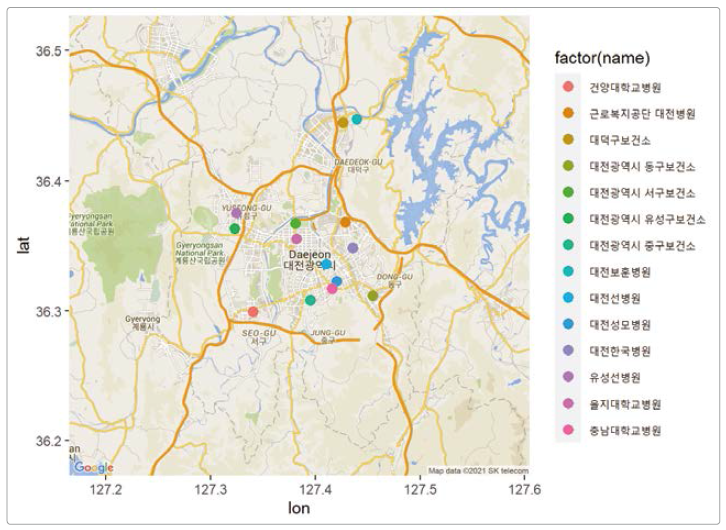 36.5
36.4
36.3
36.2
lat
127.2
127.3
127.4
127.5
127.6
lon
DAEDEOK-GU
대덕구
YUSEONG-GU
유성구
yeryongsan
National Park
룡산국립공원
Gyeryongsan
National Park
계룡산국립공원
Daejeon
대전광역시
DONG-GU
동구
Gyeryong
계룡시
SEO-GU
서구
JUNG-GU
중구
san
산
Google
Map data ©2021 SK telecom
factor(name)
건양대학교병원
근로복지공단 대전병원
대덕구보건소
대전광역시 동구보건소
대전광역시 서구보건소
대전광역시 유성구보건소
대전광역시 중구보건소
대전보훈병원
대전선병원
대전성모병원
대전한국병원
유성선병원
을지대학교병원
충남대학교병원